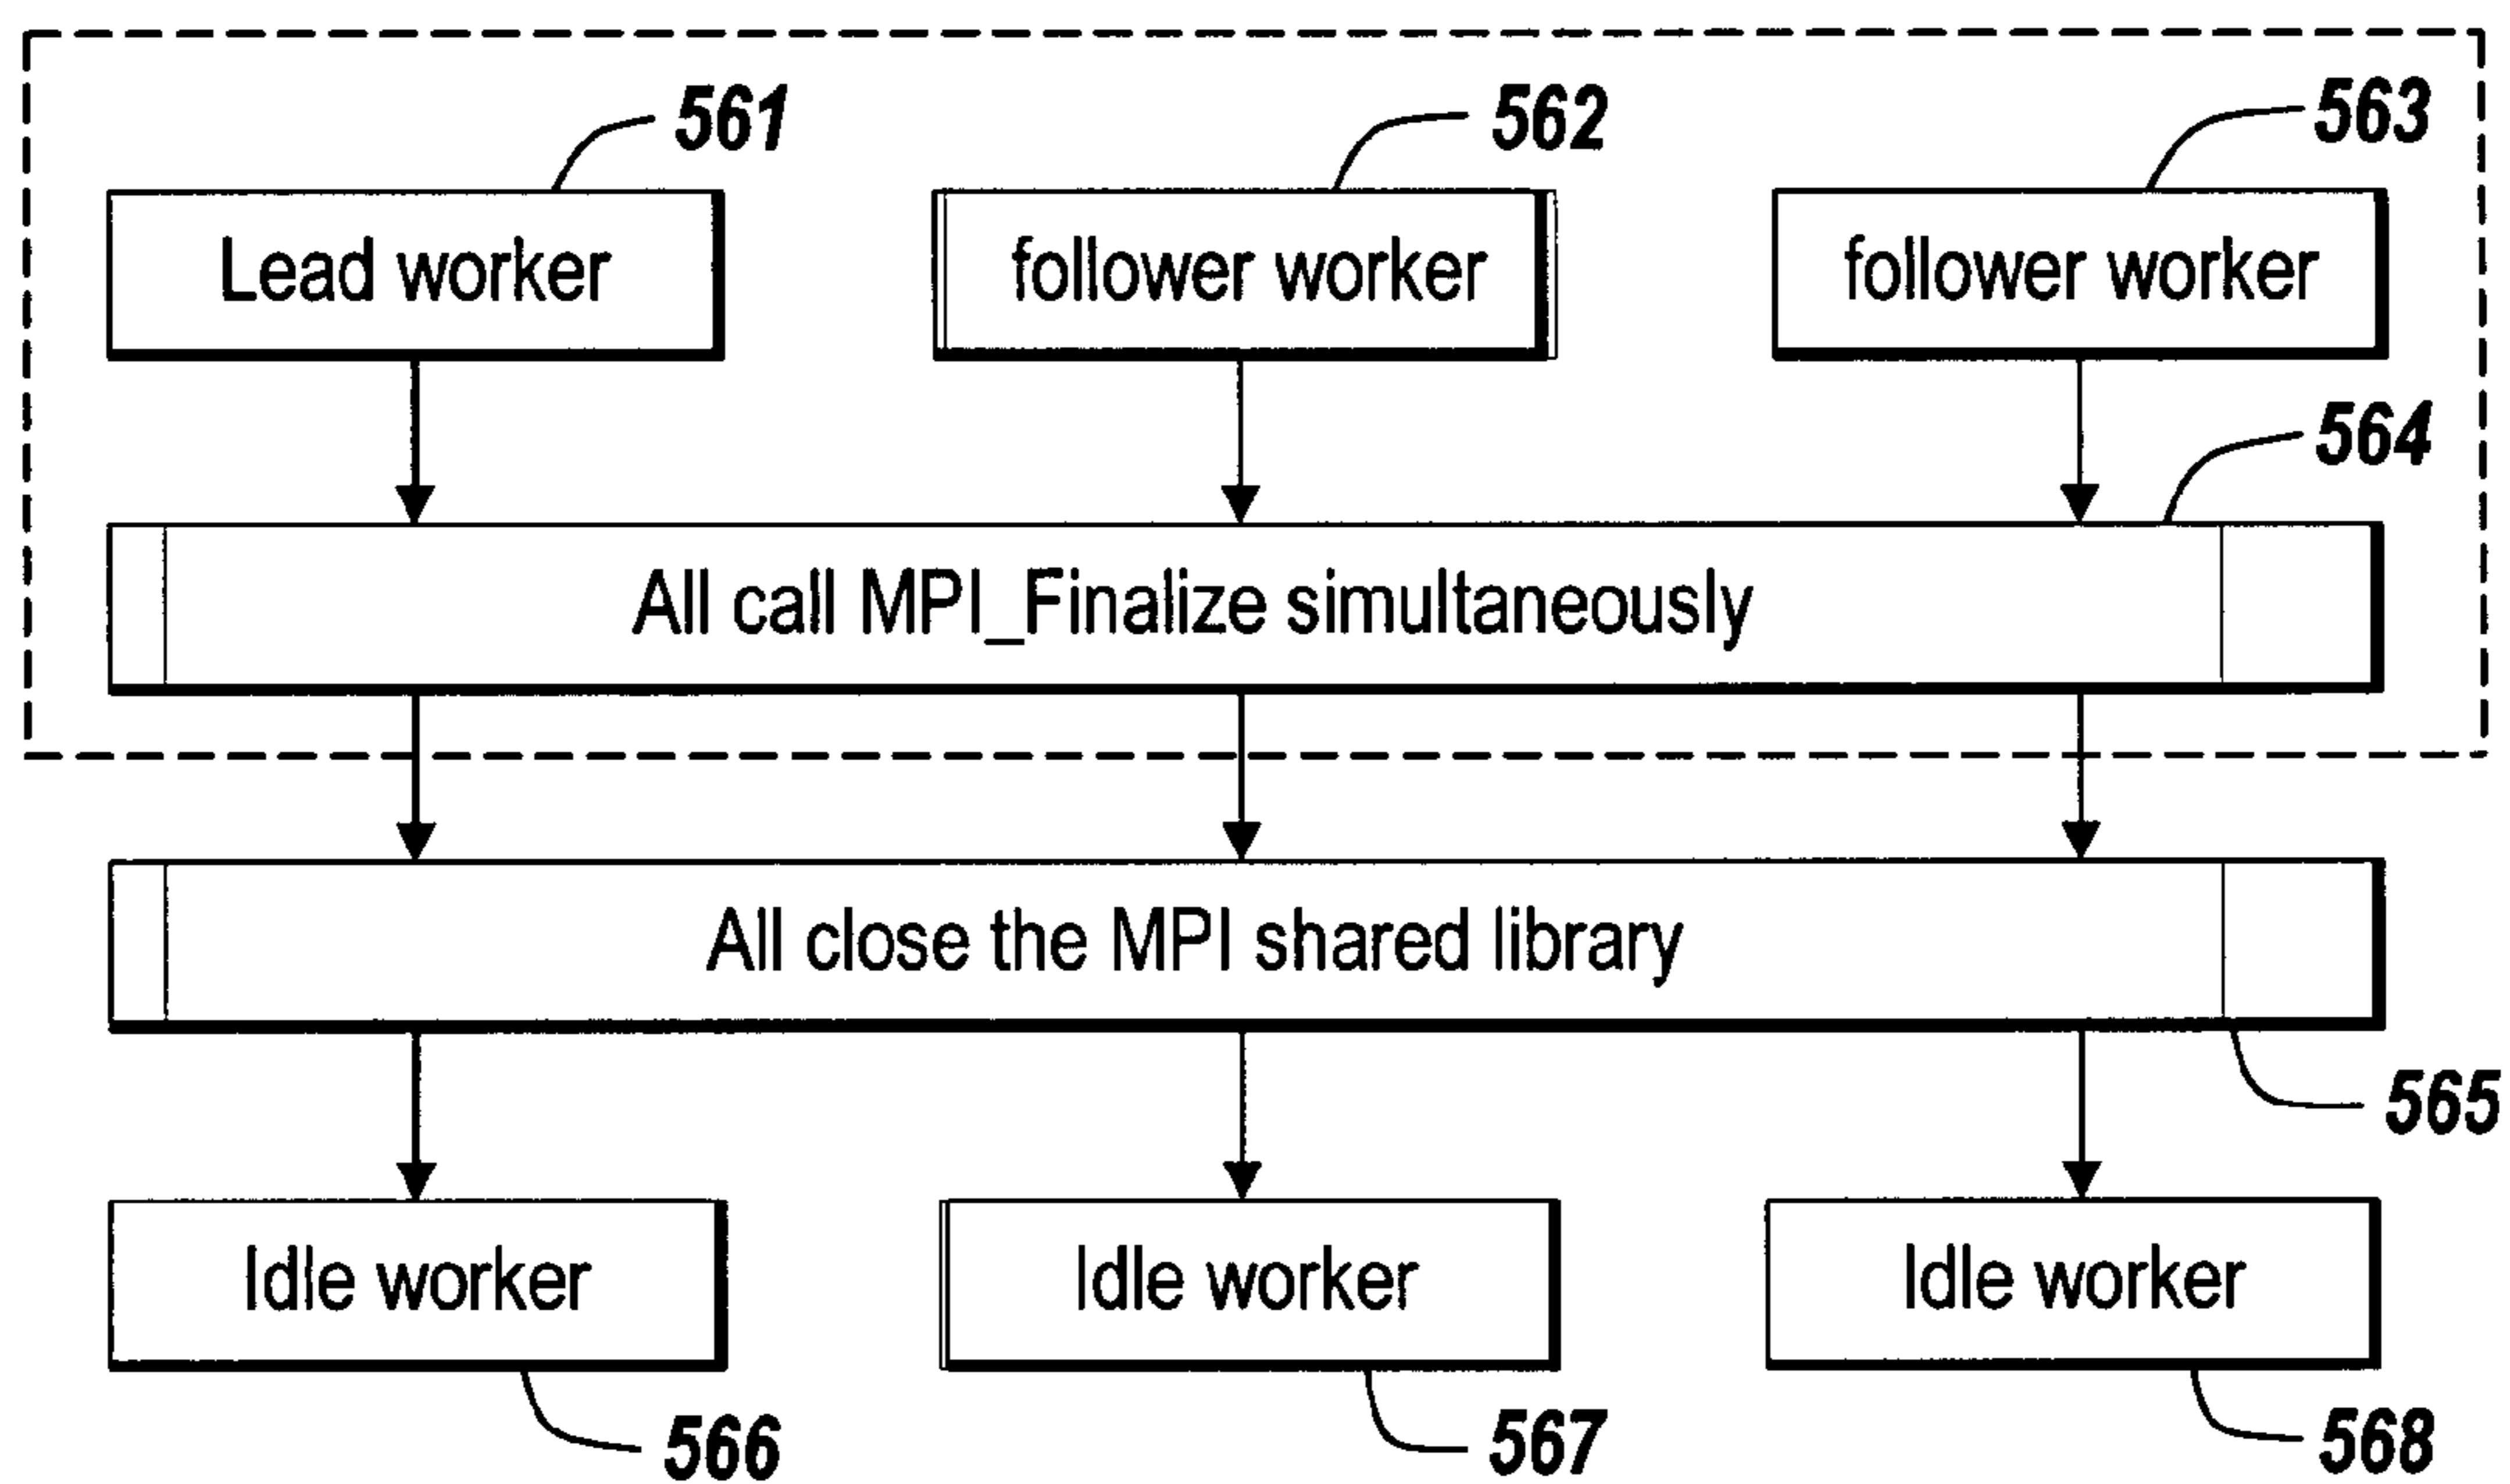 561
562
563
Lead worker
follower worker
follower worker
564
All call MPI_Finalize simultaneously
All close the MPI shared library
565
Idle worker
Idle worker
Idle worker
566
567
568